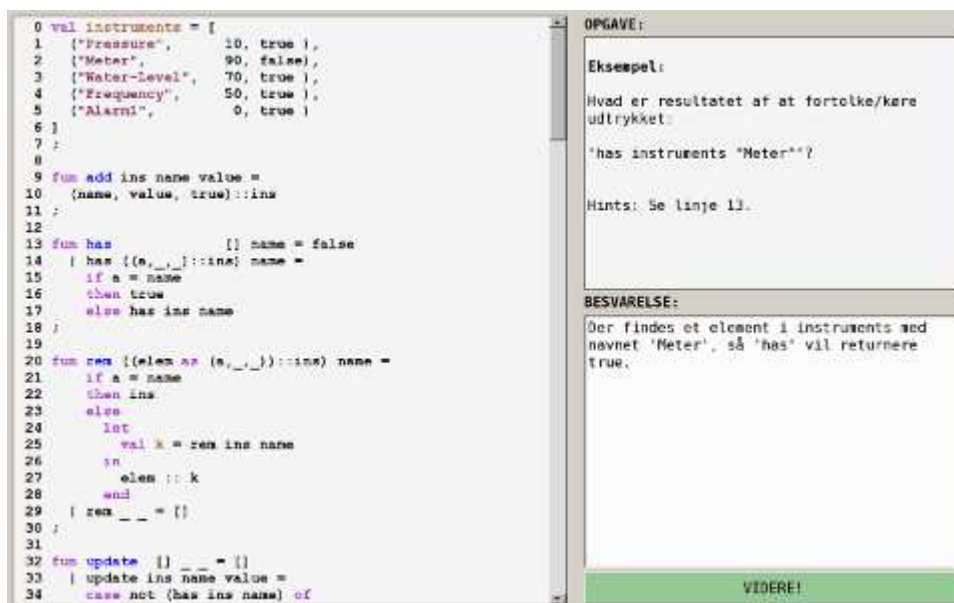 0 val instruments = [
1   ("Pressure",      10, true ),
2   ("Meter",         90, false),
3   ("Water-Level",   70, true ),
4   ("Frequency",     50, true ),
5   ("Alarm1",         0, true )
6 ]
7 ;
8
9 fun add ins name value =
10   (name, value, true)::ins
11 ;
12
13 fun has              [] name = false
14   | has ((a,_,_)::ins) name =
15     if a = name
16     then true
17     else has ins name
18 ;
19
20 fun rem ((elem as (a,_,_))::ins) name =
21     if a = name
22     then ins
23     else
24       let
25         val k = rem ins name
26       in
27         elem :: k
28       end
29   | rem _ _ = []
30 ;
31
32 fun update  [] _ _ = []
33   | update ins name value =
34     case not (has ins name) of
OPGAVE:
Eksempel:
Hvad er resultatet af at fortolke/køre
udtrykket:
"has instruments "Meter""?
Hints: Se linje 13.
BESVARELSE:
Der findes et element i instruments med
navnet 'Meter', så 'has' vil returnere
true.
VIDERE!